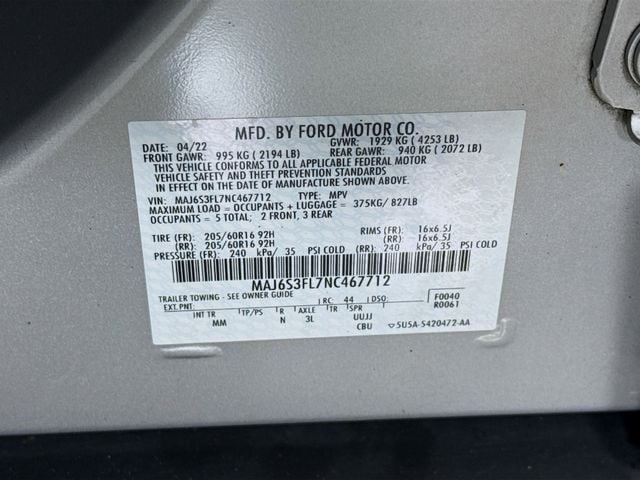 MFD. BY FORD MOTOR CO.
DATE: 04/22 GVWR: 1929 KG ( 4253 LB)
FRONT GAWR: 995 KG ( 2194 LB) REAR GAWR: 940 KG ( 2072 LB)
THIS VEHICLE CONFORMS TO ALL APPLICABLE FEDERAL MOTOR
VEHICLE SAFETY AND THEFT PREVENTION STANDARDS
IN EFFECT ON THE DATE OF MANUFACTURE SHOWN ABOVE.
VIN: MAJ6S3FL7NC467712 TYPE: MPV
MAXIMUM LOAD = OCCUPANTS + LUGGAGE = 375KG/ 827LB
OCCUPANTS = 5 TOTAL; 2 FRONT, 3 REAR
TIRE (FR): 205/60R16 92H RIMS (FR): 16x6.5J
(RR): 205/60R16 92H (RR): 16x6.5J
PRESSURE (FR): 240 kPa/ 35 PSI COLD (RR): 240 kPa/ 35 PSI COLD
MAJ6S3FL7NC467712
TRAILER TOWING - SEE OWNER GUIDE
EXT PNT: RC: 44 DSO: F0040
R0061
INT TR TP/PS R AXLE TR SPR
MM N 3L UUJJ
CBU 5U5A-5420472-AA